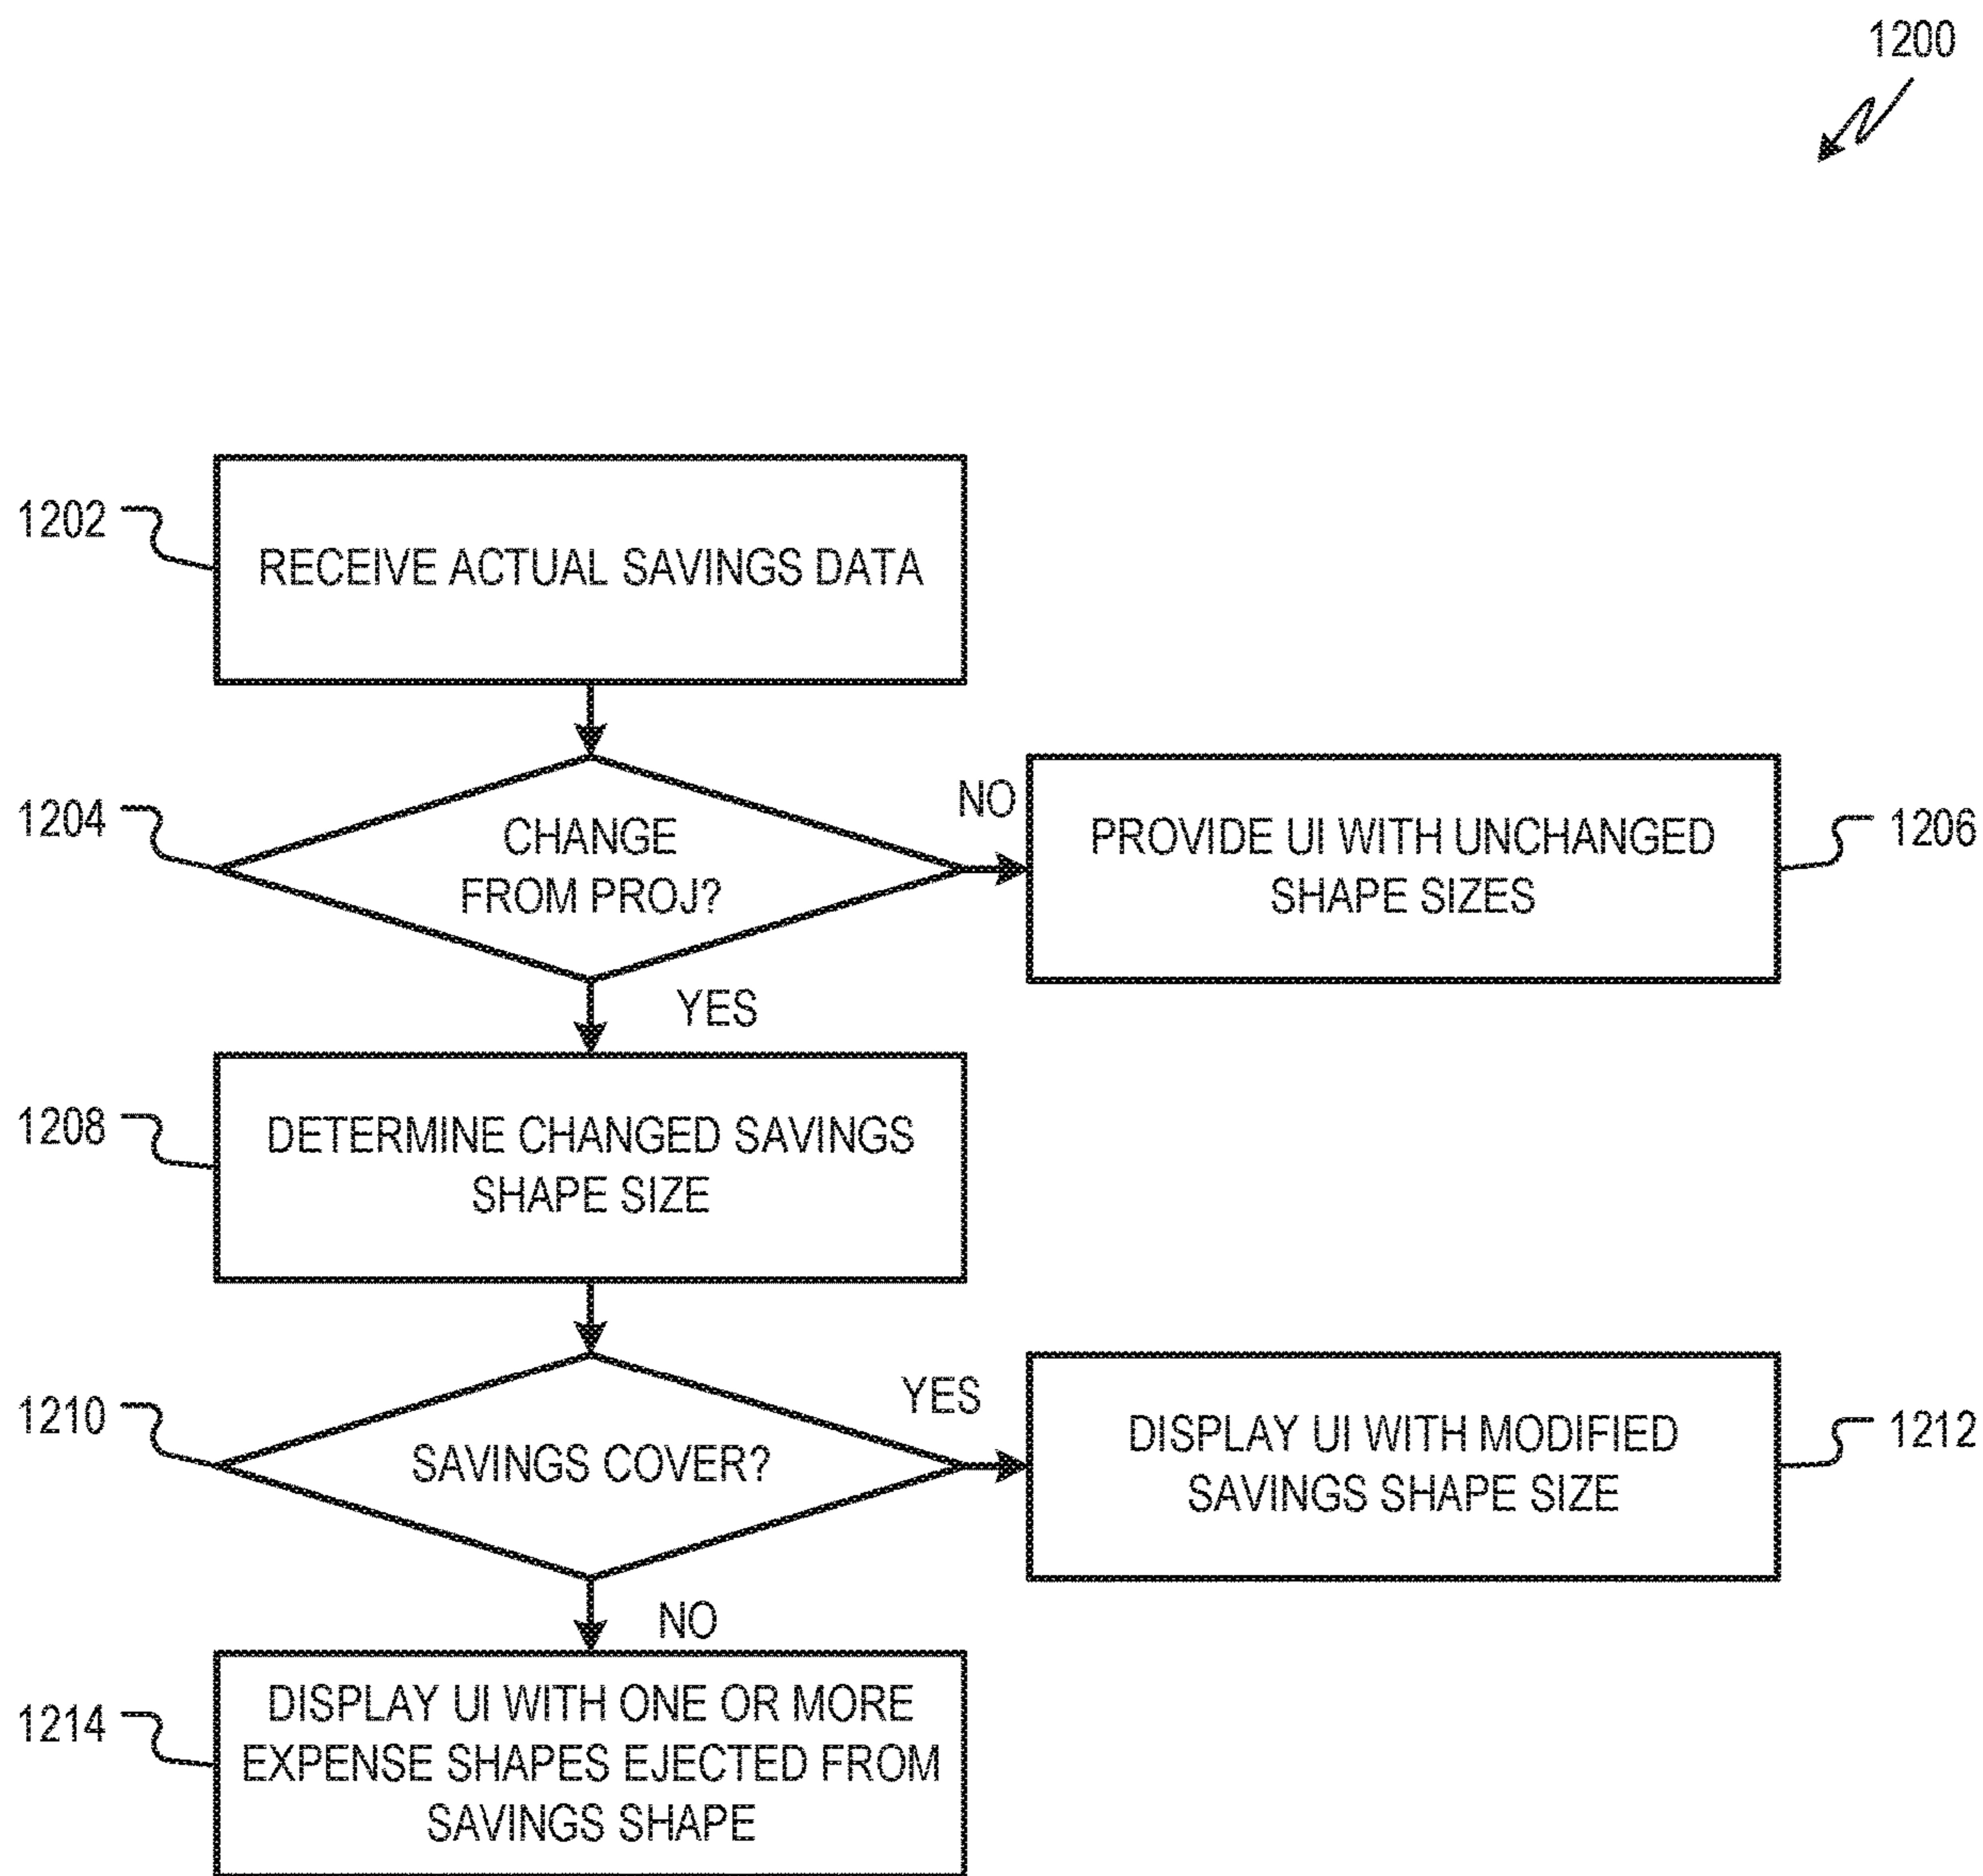 1200
1202
RECEIVE ACTUAL SAVINGS DATA
1204
CHANGE
FROM PROJ?
NO
PROVIDE UI WITH UNCHANGED
SHAPE SIZES
1206
YES
1208
DETERMINE CHANGED SAVINGS
SHAPE SIZE
1210
SAVINGS COVER?
YES
DISPLAY UI WITH MODIFIED
SAVINGS SHAPE SIZE
1212
NO
1214
DISPLAY UI WITH ONE OR MORE
EXPENSE SHAPES EJECTED FROM
SAVINGS SHAPE